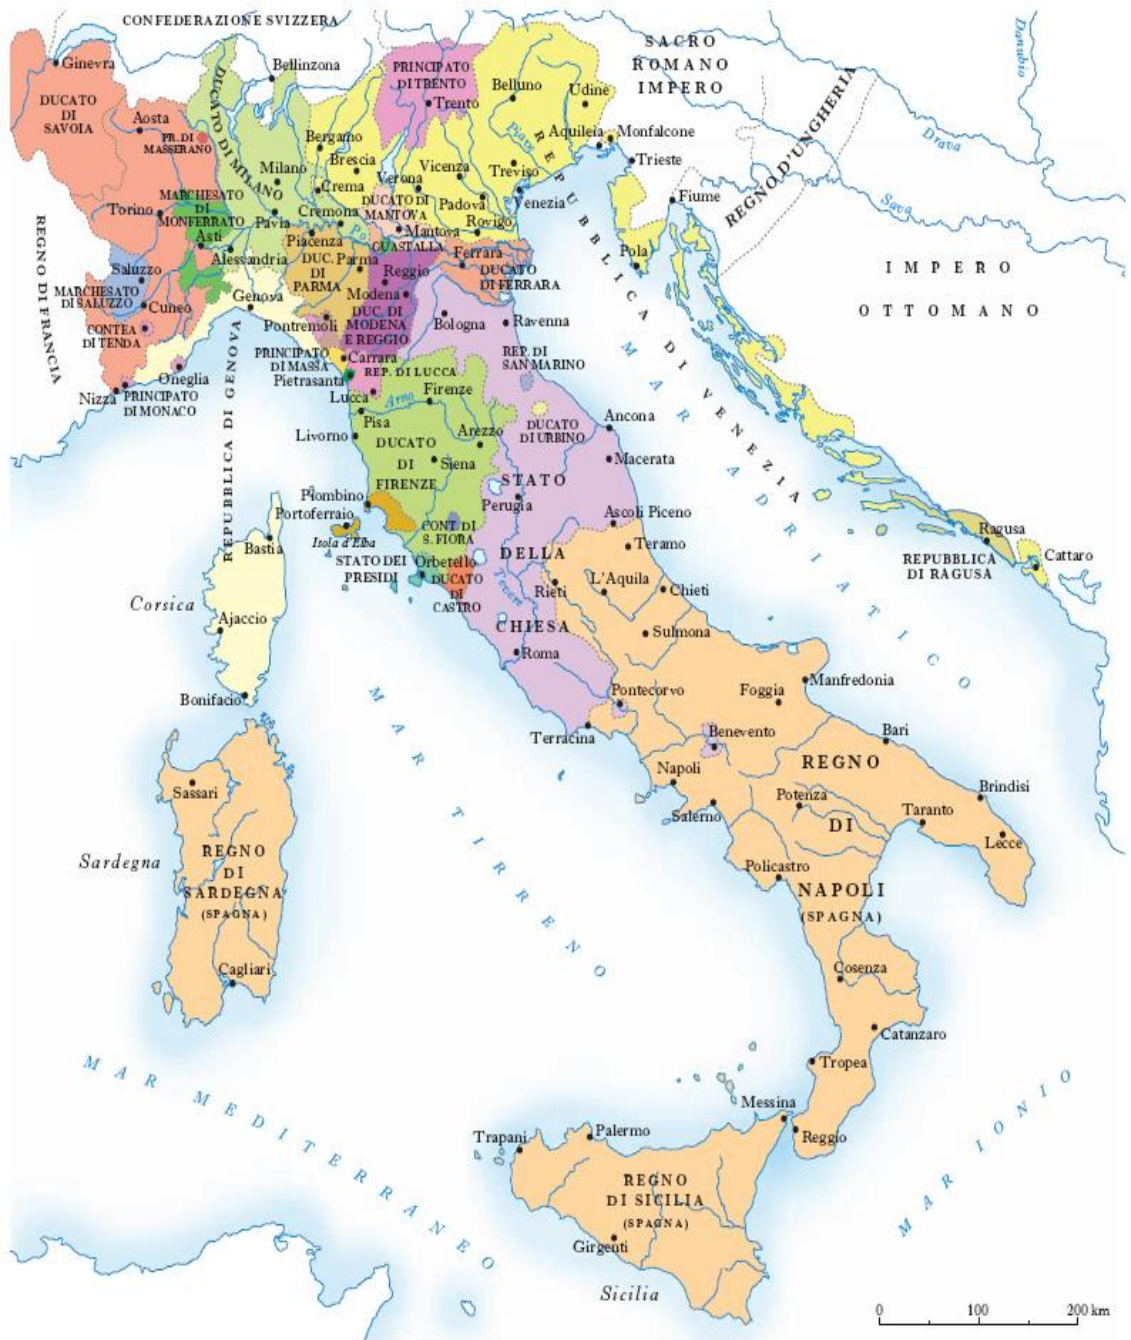 CONFEDERAZIONE SVIZZERA
SACRO
ROMANO
IMPERO
Danubio
Ginevra
Bellinzona
PRINCIPATO
DI TRENTO
Trento
Belluno
Udine
DUCATO
DI
SAVOIA
Aosta
PR. DI
MASSERANO
DUCATO DI MILANO
Bergamo
Brescia
Crema
Milano
Verona
Vicenza
Piave
Treviso
Aquileia
Monfalcone
Trieste
Drava
Sava
REGNO D'UNGHERIA
Fiume
MARCHESATO
DI
MONFERRATO
Torino
Asti
Pavia
Cremona
Piacenza
Po
DUCATO DI
MANTOVA
Mantova
Padova
Rovigo
Venezia
GUASTALLA
Alessandria
DUC.
DI
PARMA
Parma
Reggio
Modena
DUC. DI
MODENA
E REGGIO
Ferrara
DUCATO
DI FERRARA
Pola
REPUBBLICA DI VENEZIA
IMPERO
OTTOMANO
REGNO DI FRANCIA
Saluzzo
MARCHESATO
DI SALUZZO
Cuneo
CONTEA
DI TENDA
Genova
Pontremoli
Bologna
Ravenna
PRINCIPATO
DI MASSA
Carrara
Pietrasanta
REP. DI LUCCA
Lucca
REP. DI
SAN MARINO
Oneglia
Nizza
PRINCIPATO
DI MONACO
REPUBBLICA DI GENOVA
Arno
Firenze
Pisa
Livorno
DUCATO
DI
FIRENZE
Arezzo
Siena
DUCATO
DI URBINO
Ancona
Macerata
MAR ADRIATICO
STATO
DELLA
CHIESA
Perugia
Ascoli Piceno
Teramo
Piombino
Portoferraio
Isola d'Elba
CONT. DI
S. FIORA
STATO DEI
PRESIDI
Orbetello
DUCATO
DI
CASTRO
Tevere
Rieti
L'Aquila
Chieti
Sulmona
Roma
Ragusa
REPUBBLICA
DI RAGUSA
Cattaro
Bastia
Corsica
Ajaccio
Bonifacio
Pontecorvo
Terracina
Foggia
Manfredonia
Benevento
Bari
Napoli
Salerno
Potenza
Taranto
Brindisi
Lecce
Policastro
REGNO
DI
NAPOLI
(SPAGNA)
MAR TIRRENO
Sassari
Sardegna
REGNO
DI
SARDEGNA
(SPAGNA)
Cagliari
Cosenza
Catanzaro
Tropea
MAR MEDITERRANEO
MAR IONIO
Messina
Reggio
Trapani
Palermo
REGNO
DI SICILIA
(SPAGNA)
Girgenti
Sicilia
0 100 200 km